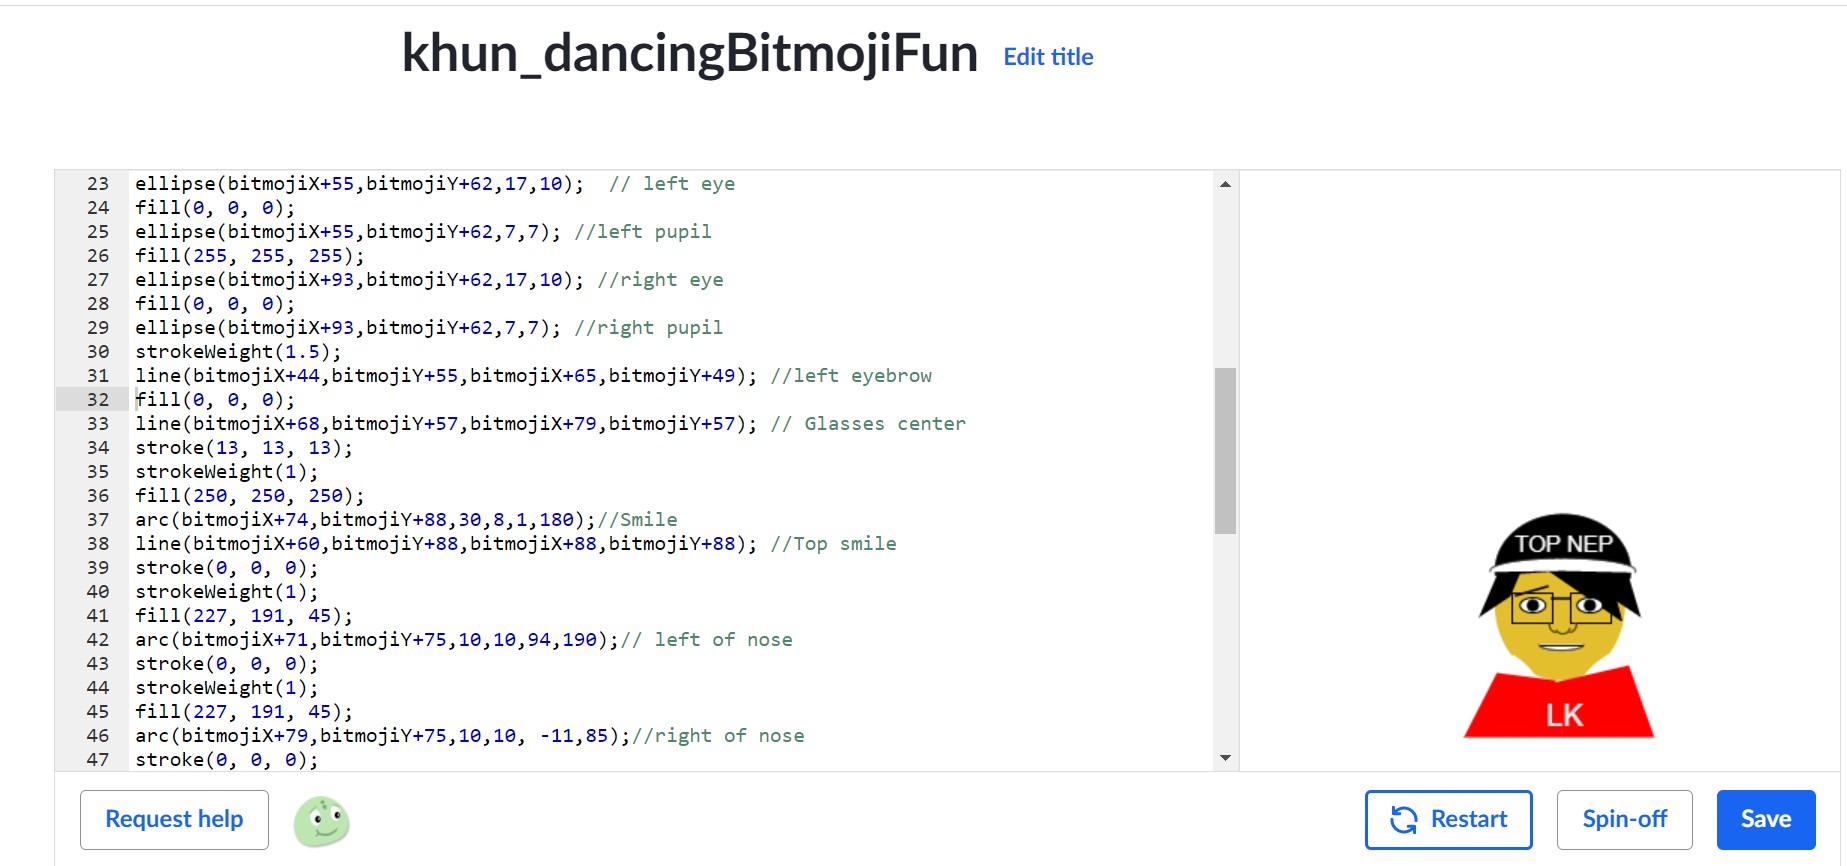 khun_dancingBitmojiFun Edit title
23 ellipse(bitmojiX+55,bitmojiY+62,17,10);  // left eye
24 fill(0, 0, 0);
25 ellipse(bitmojiX+55,bitmojiY+62,7,7); //left pupil
26 fill(255, 255, 255);
27 ellipse(bitmojiX+93,bitmojiY+62,17,10); //right eye
28 fill(0, 0, 0);
29 ellipse(bitmojiX+93,bitmojiY+62,7,7); //right pupil
30 strokeWeight(1.5);
31 line(bitmojiX+44,bitmojiY+55,bitmojiX+65,bitmojiY+49); //left eyebrow
32 fill(0, 0, 0);
33 line(bitmojiX+68,bitmojiY+57,bitmojiX+79,bitmojiY+57); // Glasses center
34 stroke(13, 13, 13);
35 strokeWeight(1);
36 fill(250, 250, 250);
37 arc(bitmojiX+74,bitmojiY+88,30,8,1,180);//Smile
38 line(bitmojiX+60,bitmojiY+88,bitmojiX+88,bitmojiY+88); //Top smile
39 stroke(0, 0, 0);
40 strokeWeight(1);
41 fill(227, 191, 45);
42 arc(bitmojiX+71,bitmojiY+75,10,10,94,190);// left of nose
43 stroke(0, 0, 0);
44 strokeWeight(1);
45 fill(227, 191, 45);
46 arc(bitmojiX+79,bitmojiY+75,10,10, -11,85);//right of nose
47 stroke(0, 0, 0);
TOP NEP
LK
Request help
Restart
Spin-off
Save